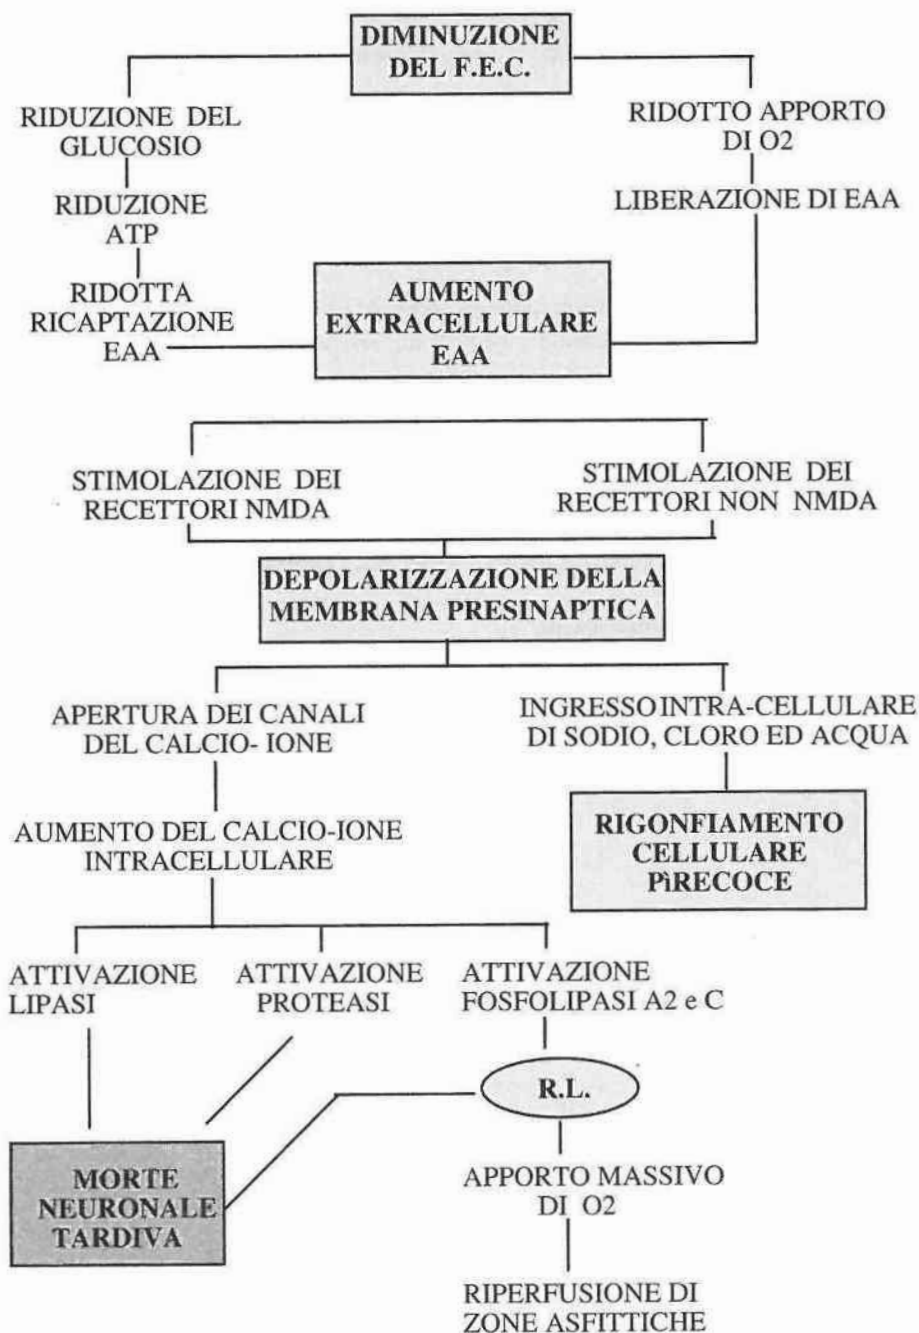 DIMINUZIONE
DEL F.E.C.
RIDUZIONE DEL
GLUCOSIO
RIDOTTO APPORTO
DI O2
RIDUZIONE
ATP
LIBERAZIONE DI EAA
RIDOTTA
RICAPTAZIONE
EAA
AUMENTO
EXTRACELLULARE
EAA
STIMOLAZIONE DEI
RECETTORI NMDA
STIMOLAZIONE DEI
RECETTORI NON NMDA
DEPOLARIZZAZIONE DELLA
MEMBRANA PRESINAPTICA
APERTURA DEI CANALI
DEL CALCIO- IONE
INGRESSO INTRA-CELLULARE
DI SODIO, CLORO ED ACQUA
AUMENTO DEL CALCIO-IONE
INTRACELLULARE
RIGONFIAMENTO
CELLULARE
PìRECOCE
ATTIVAZIONE
LIPASI
ATTIVAZIONE
PROTEASI
ATTIVAZIONE
FOSFOLIPASI A2 e C
R.L.
MORTE
NEURONALE
TARDIVA
APPORTO MASSIVO
DI O2
RIPERFUSIONE DI
ZONE ASFITTICHE